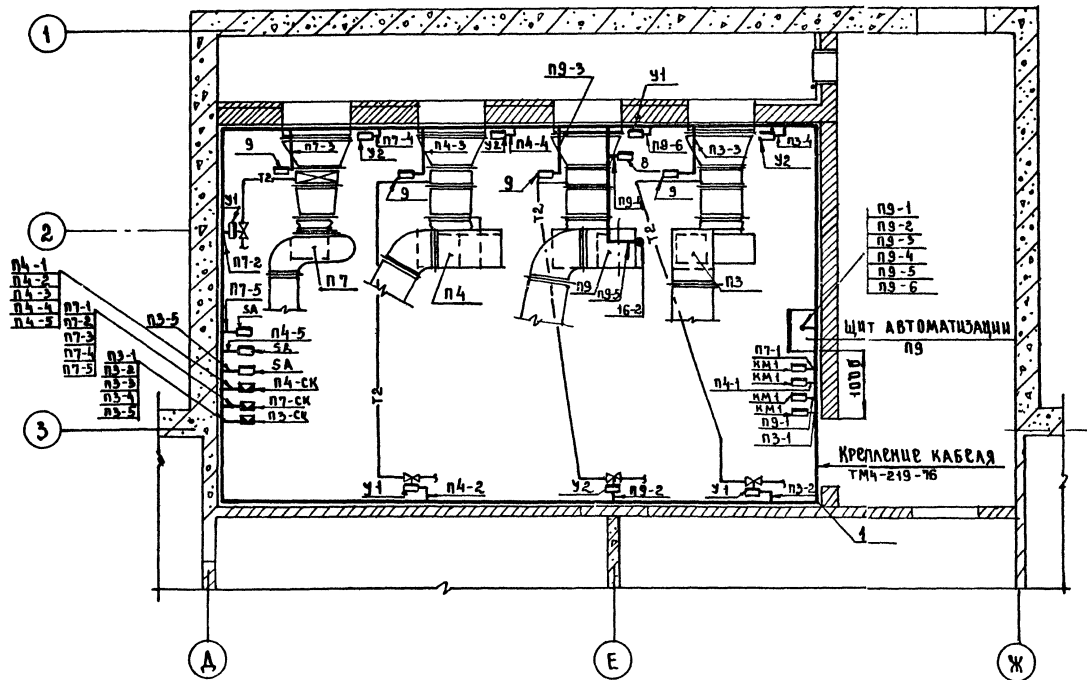 1
П9-3
У1
9
П7-3
У2
П7-4
П4-3
У2
П4-4
П9-6
П3-3
У2
П3-4
Т2
9
9
8
9
П9-4
У1
Т2
Т2
2
П7-2
П7
П4
П9
П9-5
16-2
П3
П9-1
П9-2
П9-3
П9-4
П9-5
П9-6
П4-1
П4-2
П4-3
П4-4
П4-5
П7-1
П7-2
П7-3
П7-4
П7-5
П3-1
П3-2
П3-3
П3-4
П3-5
П3-5
П7-5
SA
П4-5
SA
SA
П4-СК
П7-СК
П3-СК
Т2
ЩИТ АВТОМАТИЗАЦИИ
П9
П7-1
КМ1
КМ1
П4-1
КМ1
КМ1
П9-1
П3-1
1000
3
КРЕПЛЕНИЕ КАБЕЛЯ
ТМ4-219-76
У1
П4-2
У2
П9-2
У1
П3-2
1
Д
Е
Ж